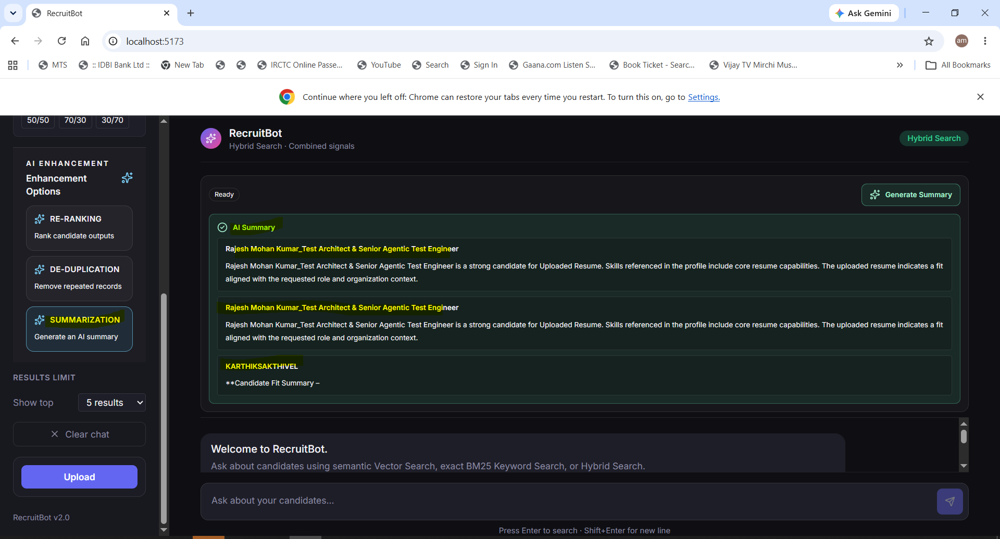 RecruitBot
Ask Gemini
localhost:5173
am
MTS
:: IDBI Bank Ltd ::
New Tab
IRCTC Online Passe...
YouTube
Search
Sign In
Gaana.com Listen S...
Book Ticket - Searc...
Vijay TV Mirchi Mus...
»
All Bookmarks
Continue where you left off: Chrome can restore your tabs every time you restart. To turn this on, go to Settings.
50/50
70/30
30/70
AI ENHANCEMENT
Enhancement
Options
RE-RANKING
Rank candidate outputs
DE-DUPLICATION
Remove repeated records
SUMMARIZATION
Generate an AI summary
RESULTS LIMIT
Show top
5 results
Clear chat
Upload
RecruitBot v2.0
RecruitBot
Hybrid Search · Combined signals
Hybrid Search
Ready
Generate Summary
AI Summary
Rajesh Mohan Kumar_Test Architect & Senior Agentic Test Engineer
Rajesh Mohan Kumar_Test Architect & Senior Agentic Test Engineer is a strong candidate for Uploaded Resume. Skills referenced in the profile include core resume capabilities. The uploaded resume indicates a fit
aligned with the requested role and organization context.
Rajesh Mohan Kumar_Test Architect & Senior Agentic Test Engineer
Rajesh Mohan Kumar_Test Architect & Senior Agentic Test Engineer is a strong candidate for Uploaded Resume. Skills referenced in the profile include core resume capabilities. The uploaded resume indicates a fit
aligned with the requested role and organization context.
KARTHIKSAKTHIVEL
**Candidate Fit Summary –
Welcome to RecruitBot.
Ask about candidates using semantic Vector Search, exact BM25 Keyword Search, or Hybrid Search.
Ask about your candidates...
Press Enter to search · Shift+Enter for new line